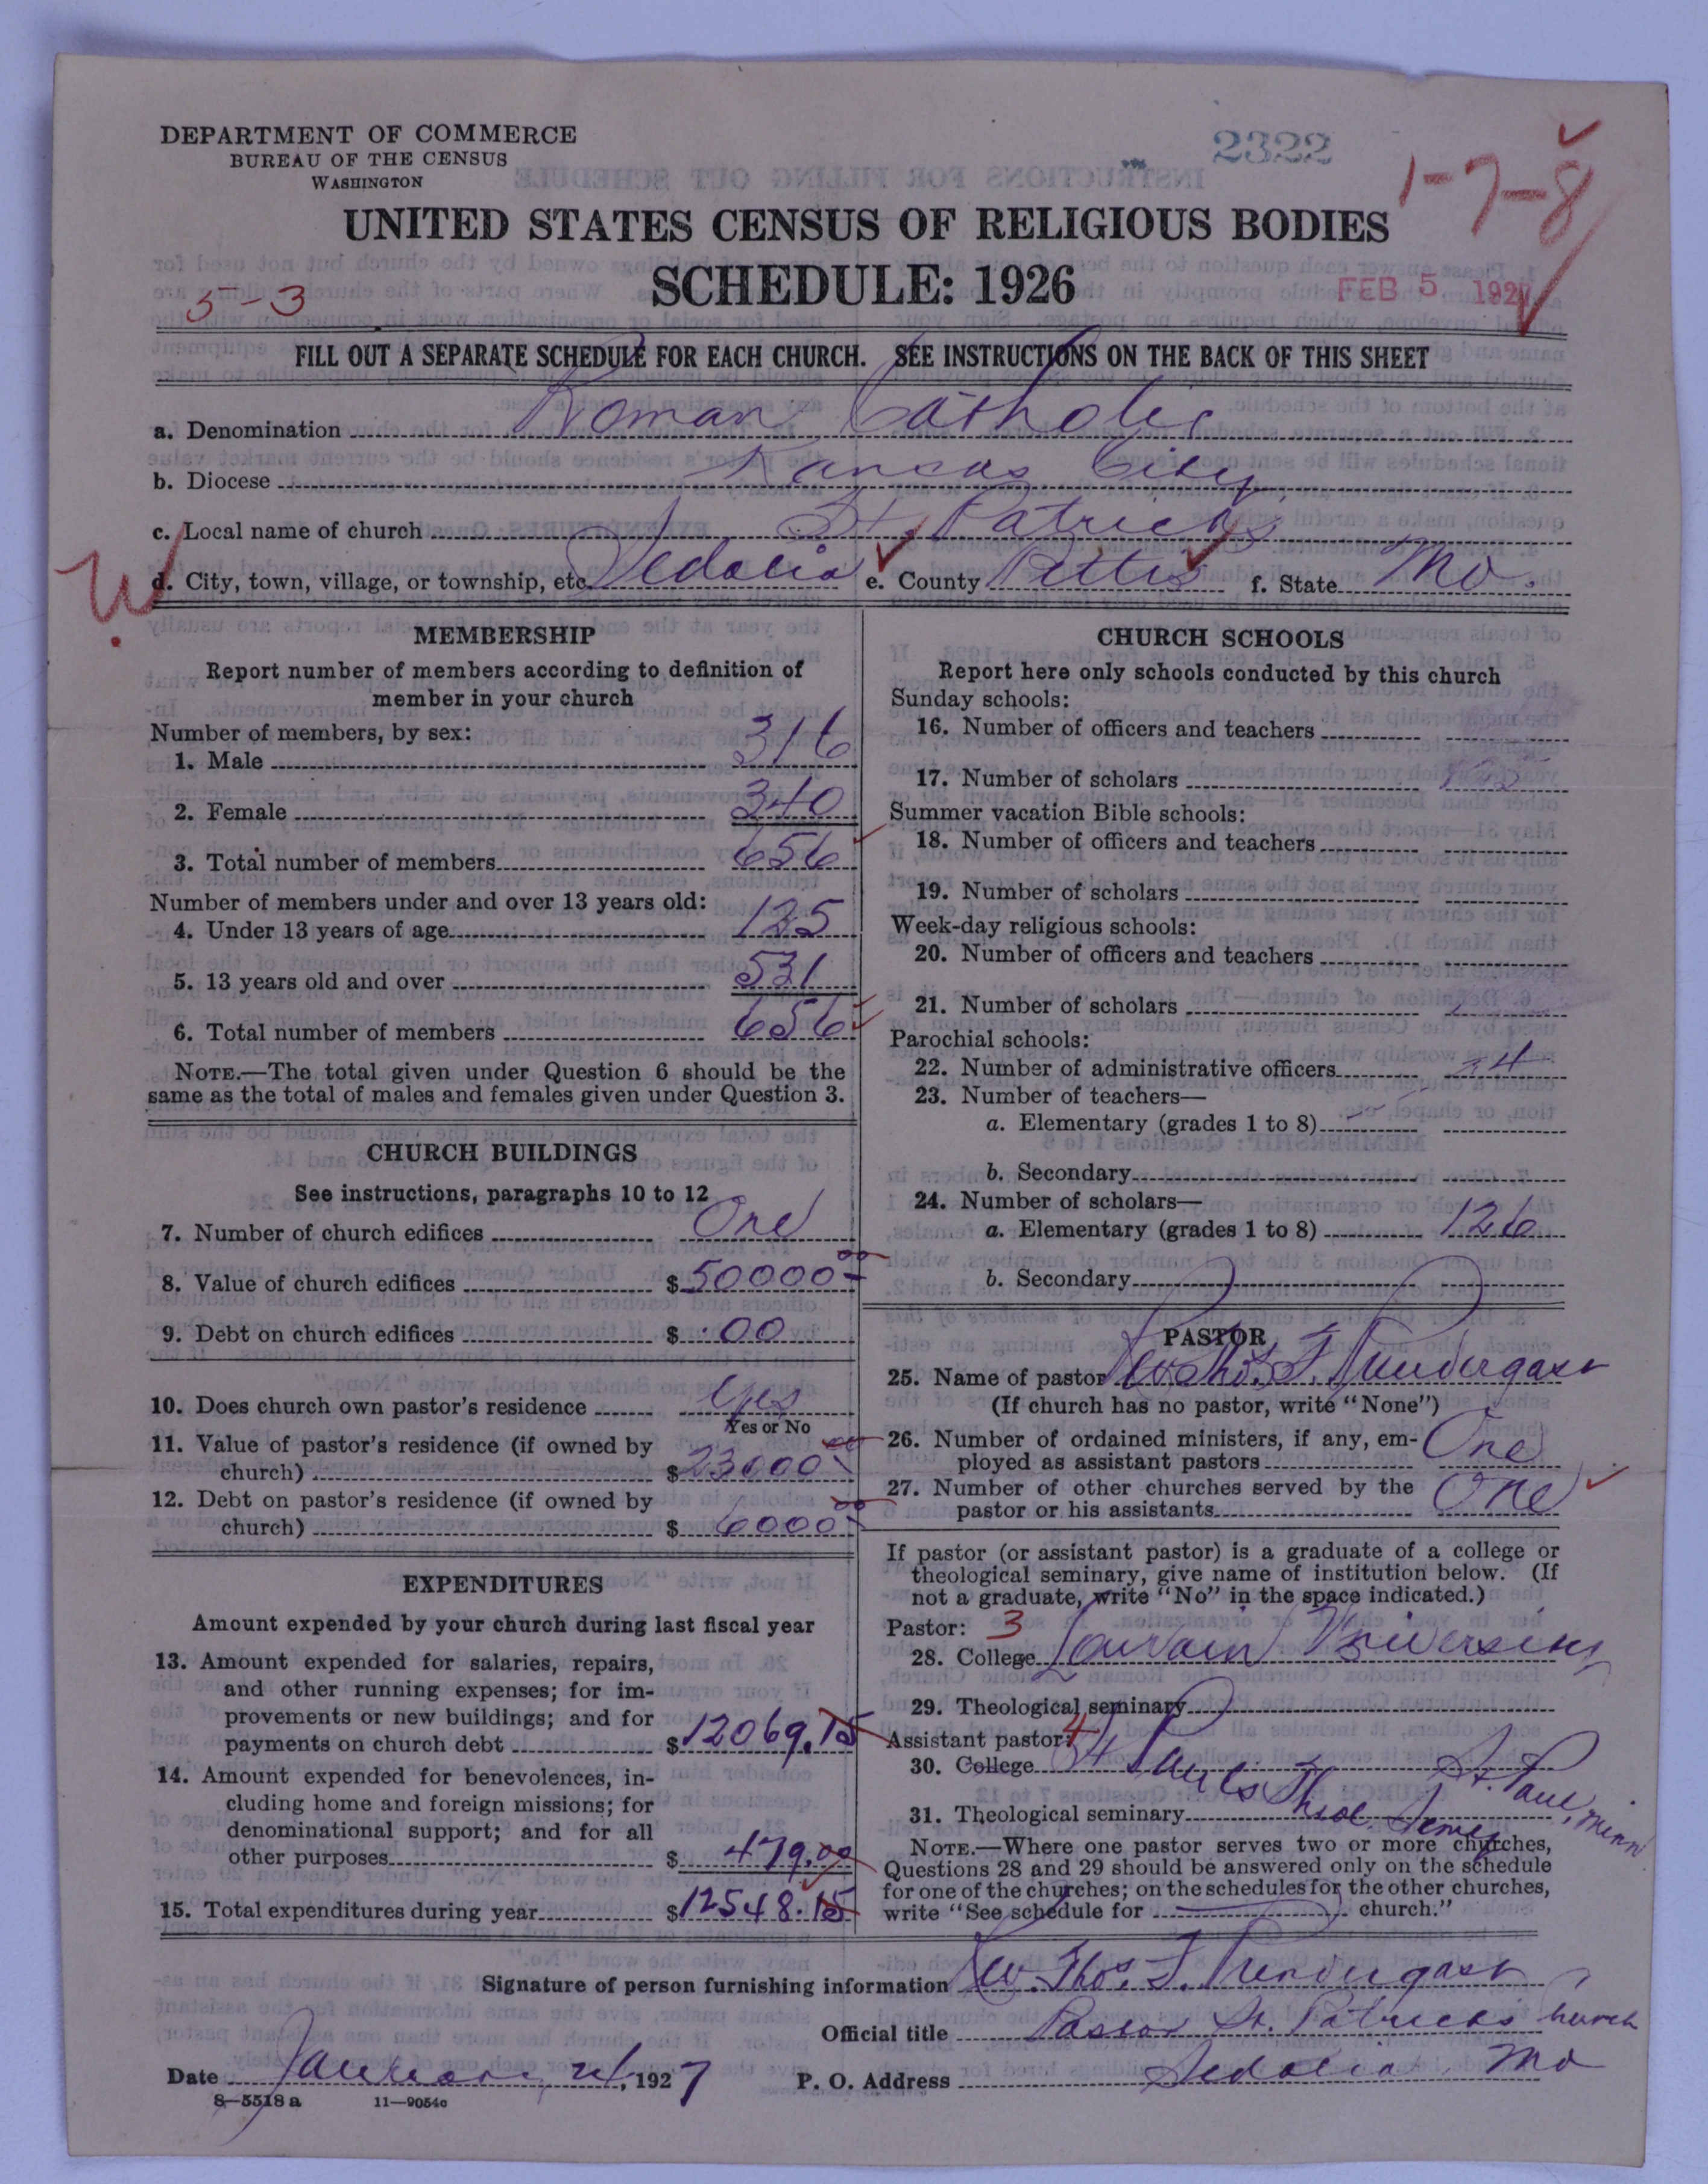 DEPARTMENT OF COMMERCE
BUREAU OF THE CENSUS
WASHINGTON
2322
1-7-8
UNITED STATES CENSUS OF RELIGIOUS BODIES
SCHEDULE: 1926
5-3
FEB 5 1927
FILL OUT A SEPARATE SCHEDULE FOR EACH CHURCH. SEE INSTRUCTIONS ON THE BACK OF THIS SHEET
a. Denomination Roman Catholic
b. Diocese Kansas City
c. Local name of church St. Patricks
d. City, town, village, or township, etc. Sedalia e. County Pettis f. State Mo.
MEMBERSHIP
Report number of members according to definition of
member in your church
Number of members, by sex:
1. Male 316
2. Female 340
3. Total number of members 656
Number of members under and over 13 years old:
4. Under 13 years of age 125
5. 13 years old and over 531
6. Total number of members 656
NOTE.—The total given under Question 6 should be the
same as the total of males and females given under Question 3.
CHURCH BUILDINGS
See instructions, paragraphs 10 to 12
7. Number of church edifices One
8. Value of church edifices $50000 00
9. Debt on church edifices $ .00
10. Does church own pastor's residence Yes
Yes or No
11. Value of pastor's residence (if owned by
church) $23000 00
12. Debt on pastor's residence (if owned by
church) $6000 00
EXPENDITURES
Amount expended by your church during last fiscal year
13. Amount expended for salaries, repairs,
and other running expenses; for im-
provements or new buildings; and for
payments on church debt $12069.15
14. Amount expended for benevolences, in-
cluding home and foreign missions; for
denominational support; and for all
other purposes $479.00
15. Total expenditures during year $12548.15
CHURCH SCHOOLS
Report here only schools conducted by this church
Sunday schools:
16. Number of officers and teachers
17. Number of scholars
Summer vacation Bible schools:
18. Number of officers and teachers
19. Number of scholars
Week-day religious schools:
20. Number of officers and teachers
21. Number of scholars
Parochial schools:
22. Number of administrative officers 4
23. Number of teachers—
a. Elementary (grades 1 to 8)
b. Secondary
24. Number of scholars—
a. Elementary (grades 1 to 8) 126
b. Secondary
PASTOR
25. Name of pastor Rev. Thos. F. Prendergast
(If church has no pastor, write "None")
26. Number of ordained ministers, if any, em-
ployed as assistant pastors One
27. Number of other churches served by the
pastor or his assistants One
If pastor (or assistant pastor) is a graduate of a college or
theological seminary, give name of institution below. (If
not a graduate, write "No" in the space indicated.)
Pastor: 3
28. College Louvain University
29. Theological seminary
Assistant pastor: 4
30. College St Pauls Theol. Semy St. Paul, Minn
31. Theological seminary
NOTE.—Where one pastor serves two or more churches,
Questions 28 and 29 should be answered only on the schedule
for one of the churches; on the schedules for the other churches,
write "See schedule for church."
Signature of person furnishing information Rev. Thos. F. Prendergast
Official title Pastor St. Patricks Church
Date January 24, 1927 P. O. Address Sedalia Mo
8—5518a 11—9054c